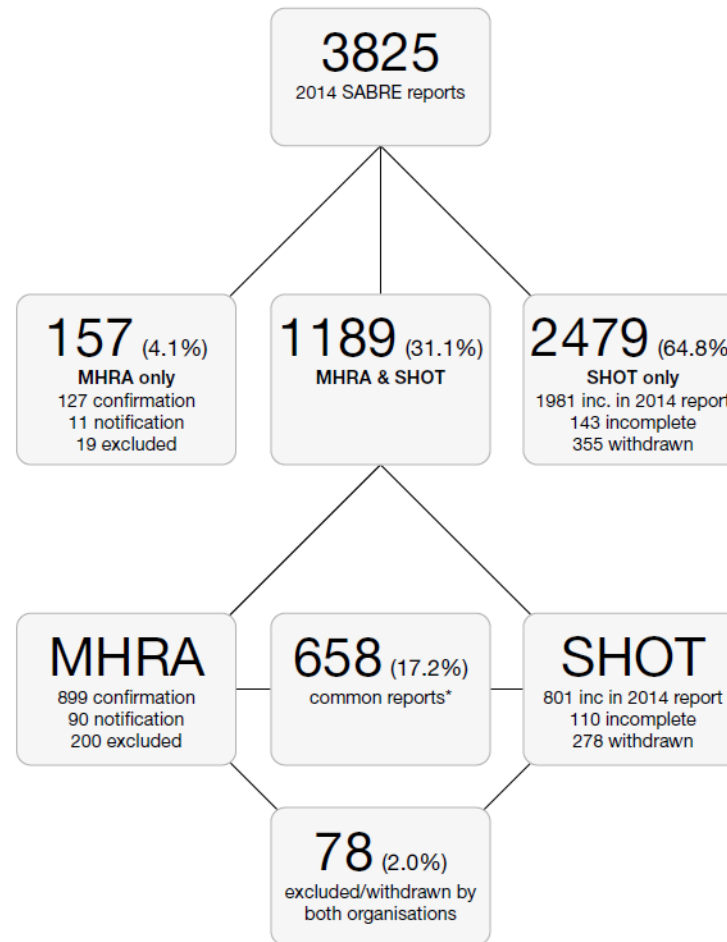 3825
2014 SABRE reports
157 (4.1%)
MHRA only
127 confirmation
11 notification
19 excluded
1189 (31.1%)
MHRA & SHOT
2479 (64.8%
SHOT only
1981 inc. in 2014 report
143 incomplete
355 withdrawn
MHRA
899 confirmation
90 notification
200 excluded
658 (17.2%)
common reports*
SHOT
801 inc in 2014 report
110 incomplete
278 withdrawn
78 (2.0%)
excluded/withdrawn by
both organisations